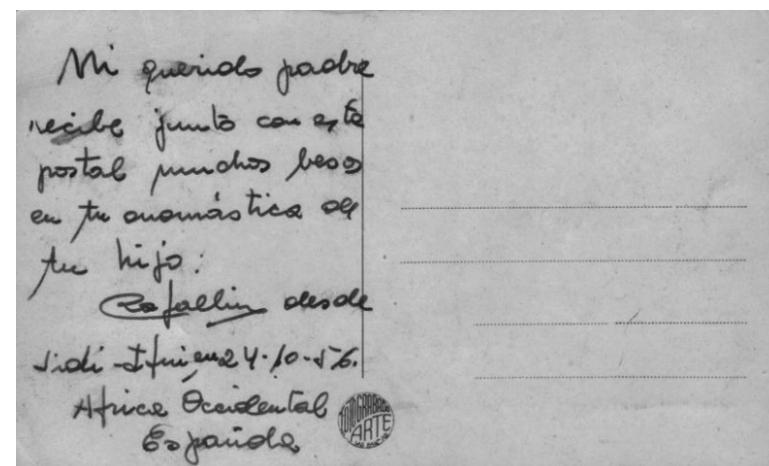 Mi querido padre
recibe junto con esta
postal muchos besos
en tu onomástica de
tu hijo:
Rafaelin desde
Sidi-Ifni en 24-10-56.
Africa Occidental
Española
FOTOGRABADO
ARTE